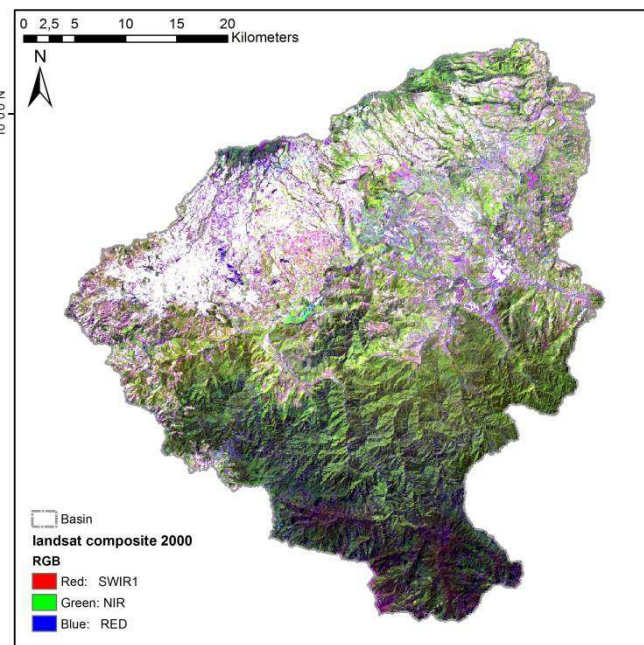 0 2,5 5 10 15 20
Kilometers
N
Basin
landsat composite 2000
RGB
Red: SWIR1
Green: NIR
Blue: RED